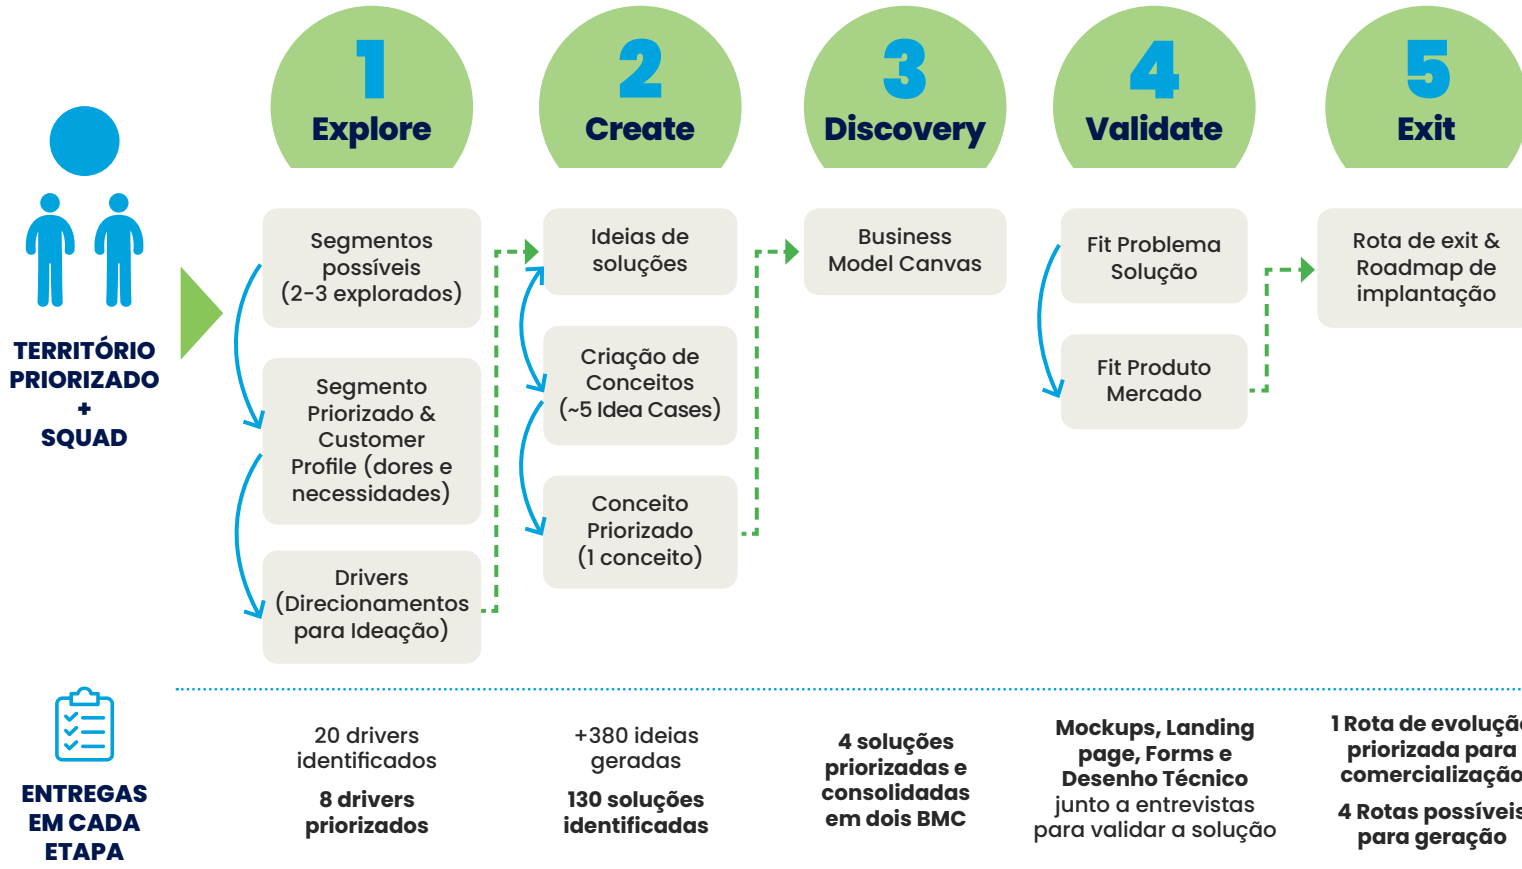 1
Explore
2
Create
3
Discovery
4
Validate
5
Exit
TERRITÓRIO
PRIORIZADO
+
SQUAD
Segmentos
possíveis
(2-3 explorados)
Segmento
Priorizado &
Customer
Profile (dores e
necessidades)
Drivers
(Direcionamentos
para Ideação)
Ideias de
soluções
Criação de
Conceitos
(~5 Idea Cases)
Conceito
Priorizado
(1 conceito)
Business
Model Canvas
Fit Problema
Solução
Fit Produto
Mercado
Rota de exit &
Roadmap de
implantação
ENTREGAS
EM CADA
ETAPA
20 drivers
identificados
8 drivers
priorizados
+380 ideias
geradas
130 soluções
identificadas
4 soluções
priorizadas e
consolidadas
em dois BMC
Mockups, Landing
page, Forms e
Desenho Técnico
junto a entrevistas
para validar a solução
1 Rota de evolução
priorizada para
comercialização
4 Rotas possíveis
para geração